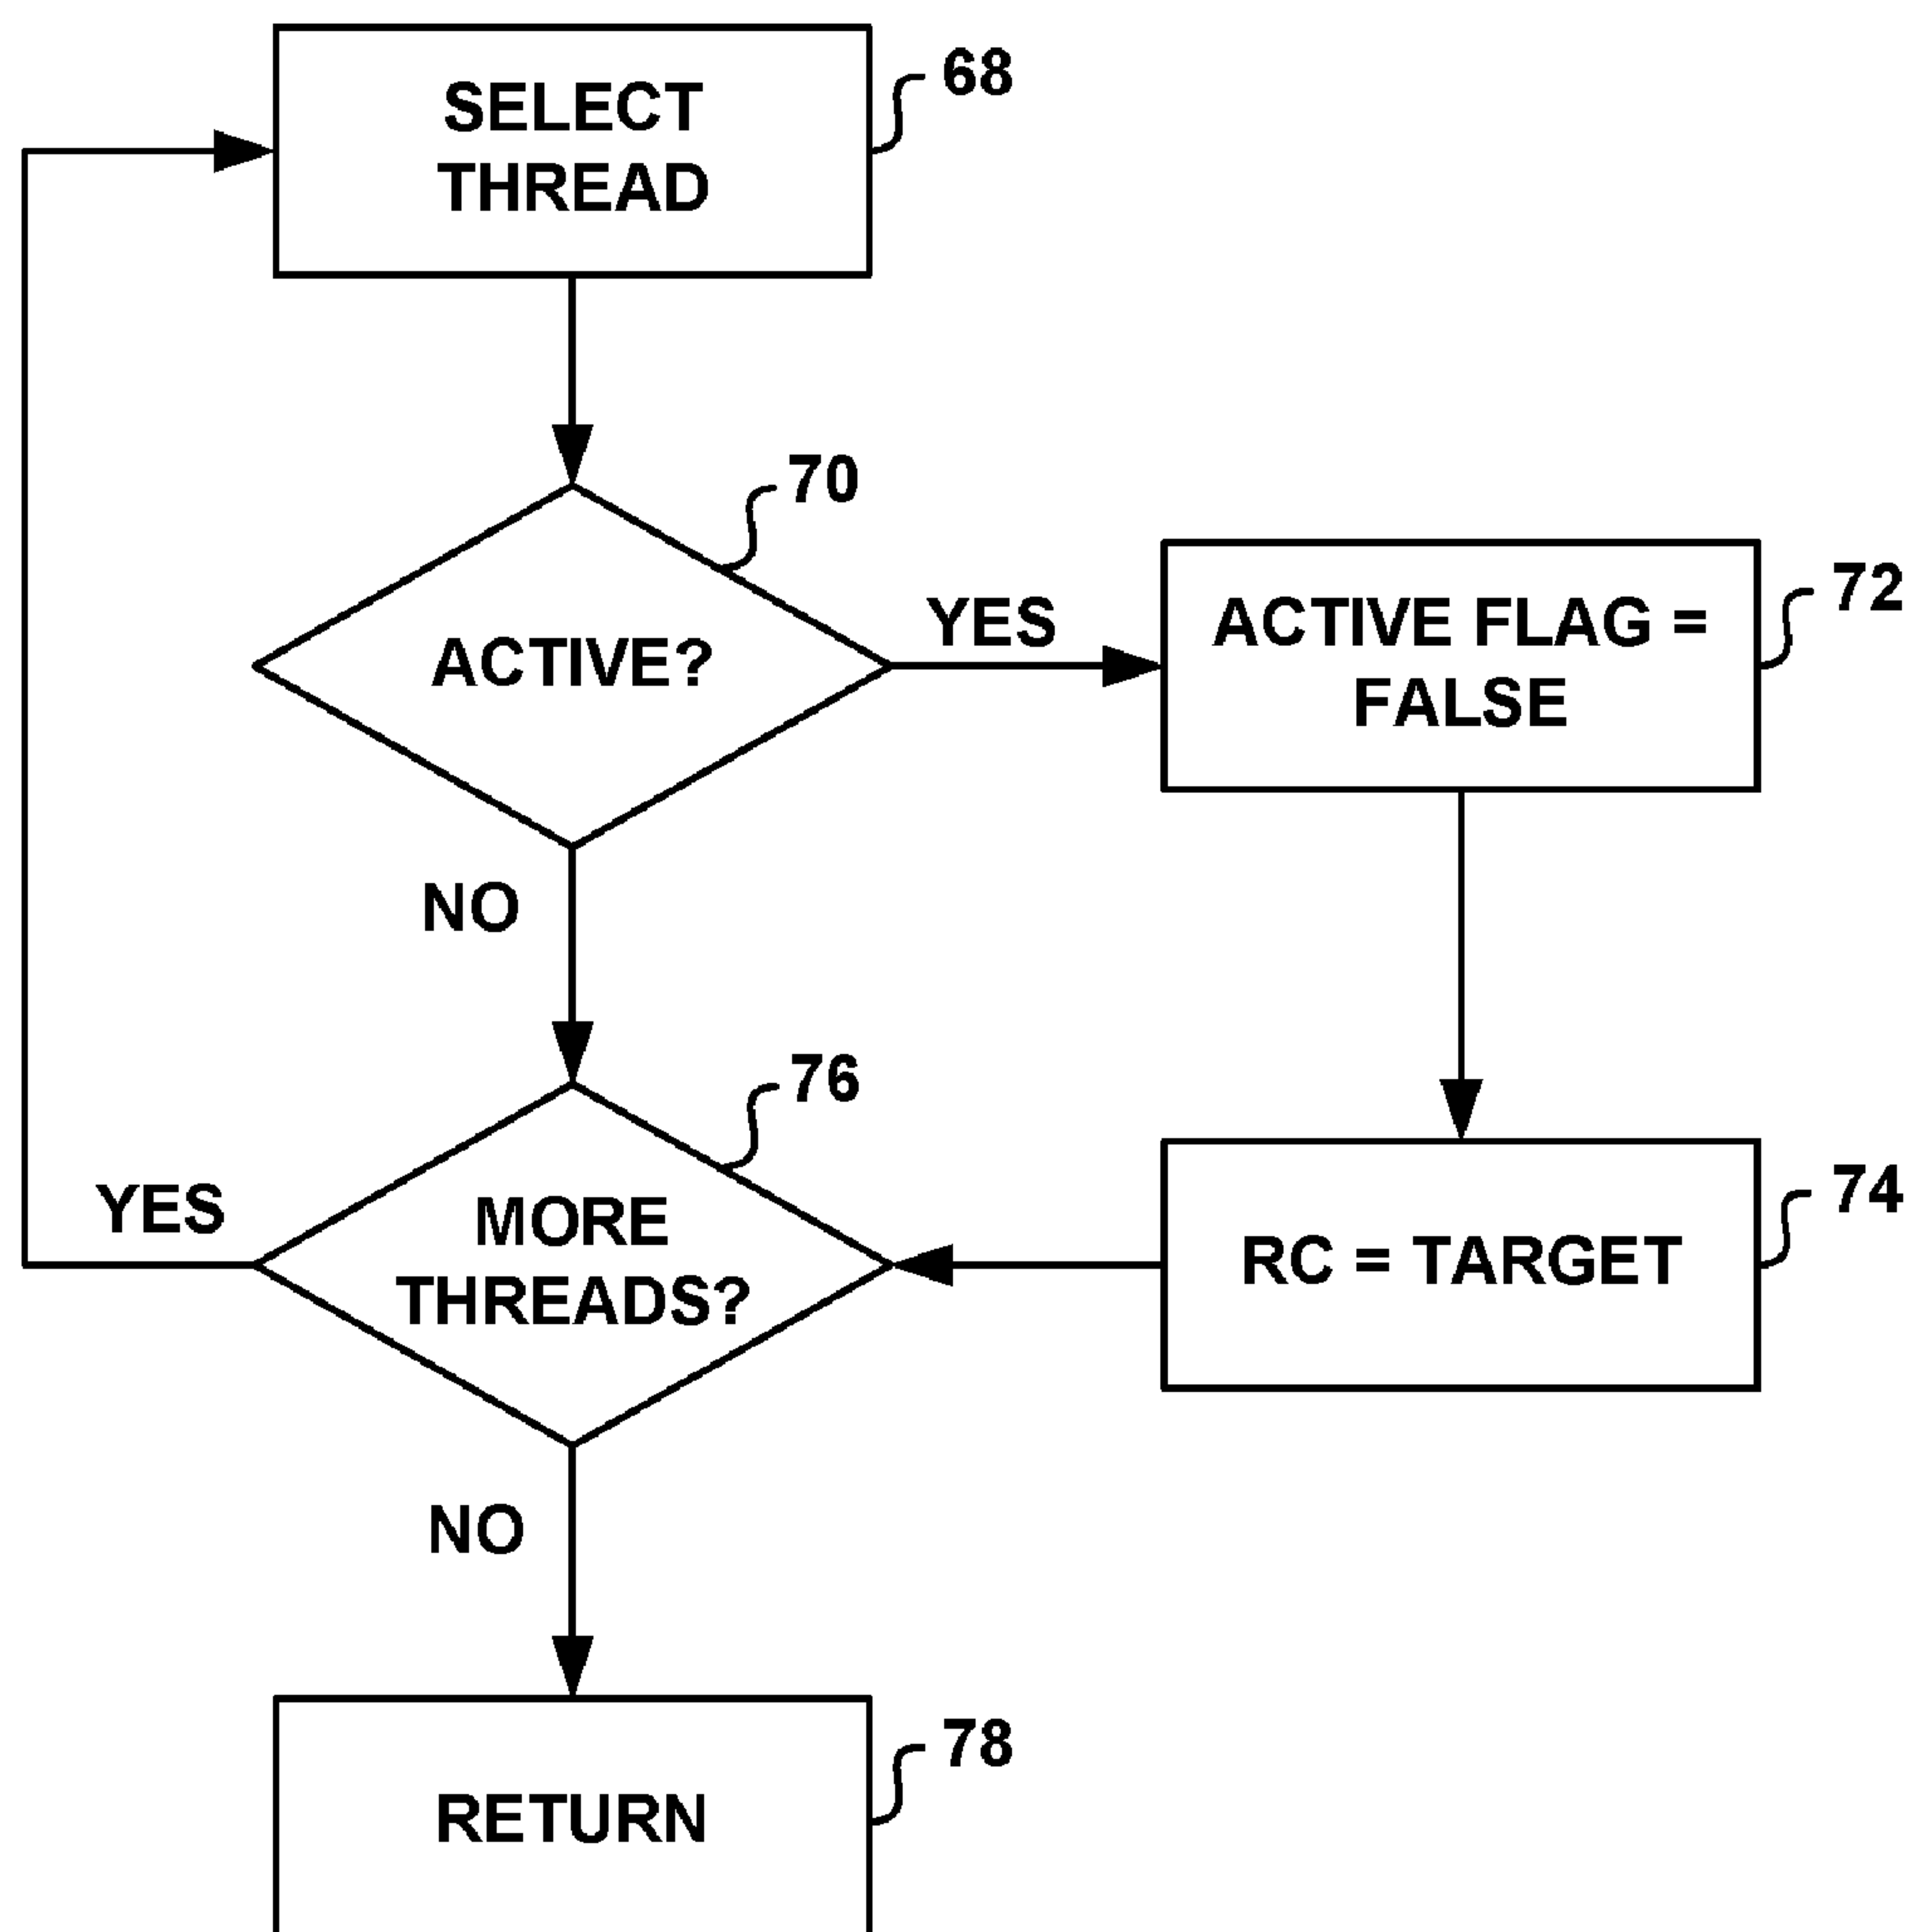 SELECT
THREAD
68
70
ACTIVE?
YES
ACTIVE FLAG =
FALSE
72
NO
76
MORE
THREADS?
YES
RC = TARGET
74
NO
78
RETURN